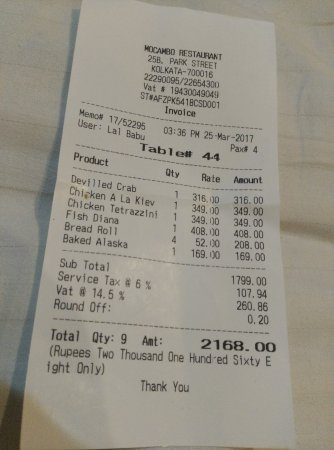 MOCAMBO RESTAURANT
25B, PARK STREET
KOLKATA-700016
22290095/22654300
Vat # 19430049049
ST#AFZPK5418CSD001
Invoice
Memo# 17/52295 03:36 PM 25-Mar-2017
User: Lal Babu Pax# 4
Table# 44
Product Qty Rate Amount
Devilled Crab 1 316.00 316.00
Chicken A La Kiev 1 349.00 349.00
Chicken Tetrazzini 1 349.00 349.00
Fish Diana 1 408.00 408.00
Bread Roll 4 52.00 208.00
Baked Alaska 1 169.00 169.00
Sub Total 1799.00
Service Tax @ 6 % 107.94
Vat @ 14.5 % 260.86
Round Off: 0.20
Total Qty: 9 Amt: 2168.00
(Rupees Two Thousand One Hundred Sixty E
ight Only)
Thank You